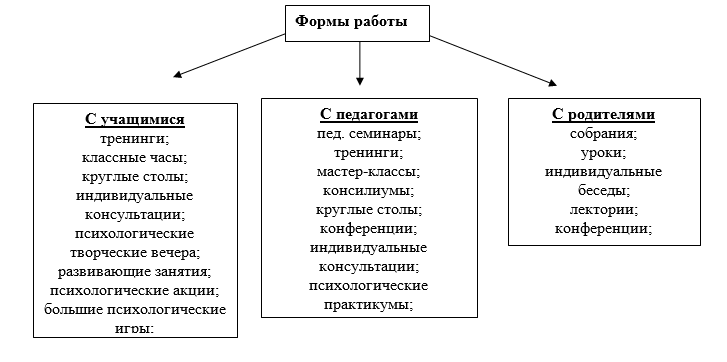 Формы работы
С учащимися
тренинги;
классные часы;
круглые столы;
индивидуальные
консультации;
психологические
творческие вечера;
развивающие занятия;
психологические акции;
большие психологические
игры;
С педагогами
пед. семинары;
тренинги;
мастер-классы;
консилиумы;
круглые столы;
конференции;
индивидуальные
консультации;
психологические
практикумы;
С родителями
собрания;
уроки;
индивидуальные
беседы;
лектории;
конференции;